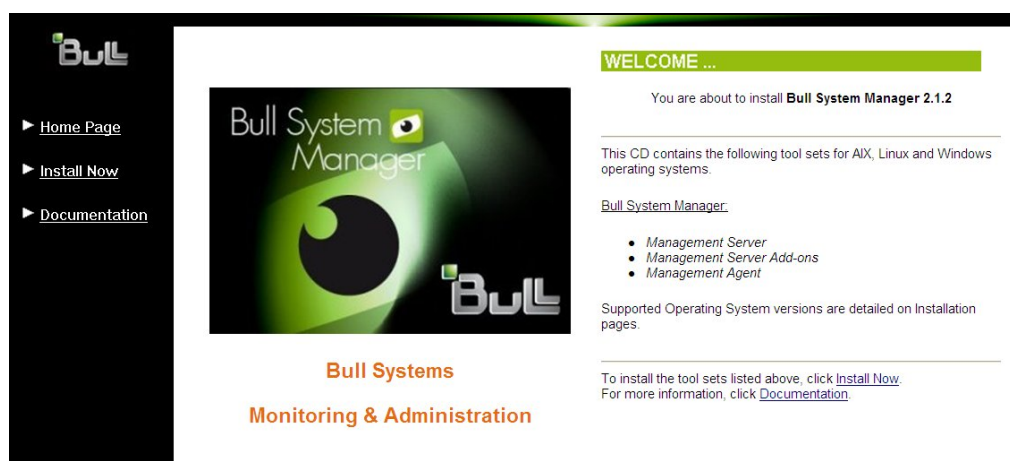 Bull
Home Page
Install Now
Documentation
Bull System
Manager
Bull
Bull Systems
Monitoring & Administration
WELCOME ...
You are about to install Bull System Manager 2.1.2
This CD contains the following tool sets for AIX, Linux and Windows
operating systems.
Bull System Manager:
Management Server
Management Server Add-ons
Management Agent
Supported Operating System versions are detailed on Installation
pages.
To install the tool sets listed above, click Install Now.
For more information, click Documentation.